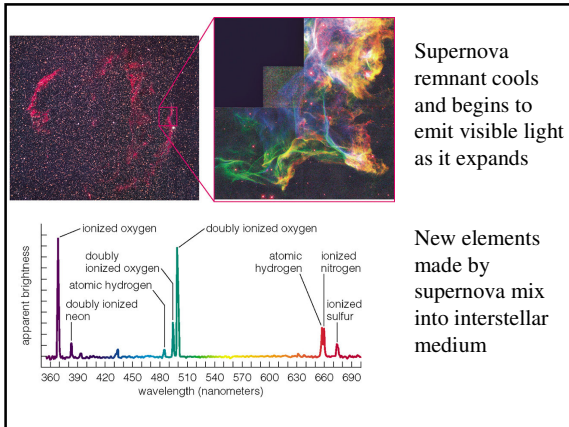 Supernova
remnant cools
and begins to
emit visible light
as it expands
ionized oxygen
doubly ionized oxygen
doubly
ionized oxygen
atomic hydrogen
doubly ionized
neon
atomic
hydrogen
ionized
nitrogen
ionized
sulfur
apparent brightness
360 390 420 450 480 510 540 570 600 630 660 690
wavelength (nanometers)
New elements
made by
supernova mix
into interstellar
medium